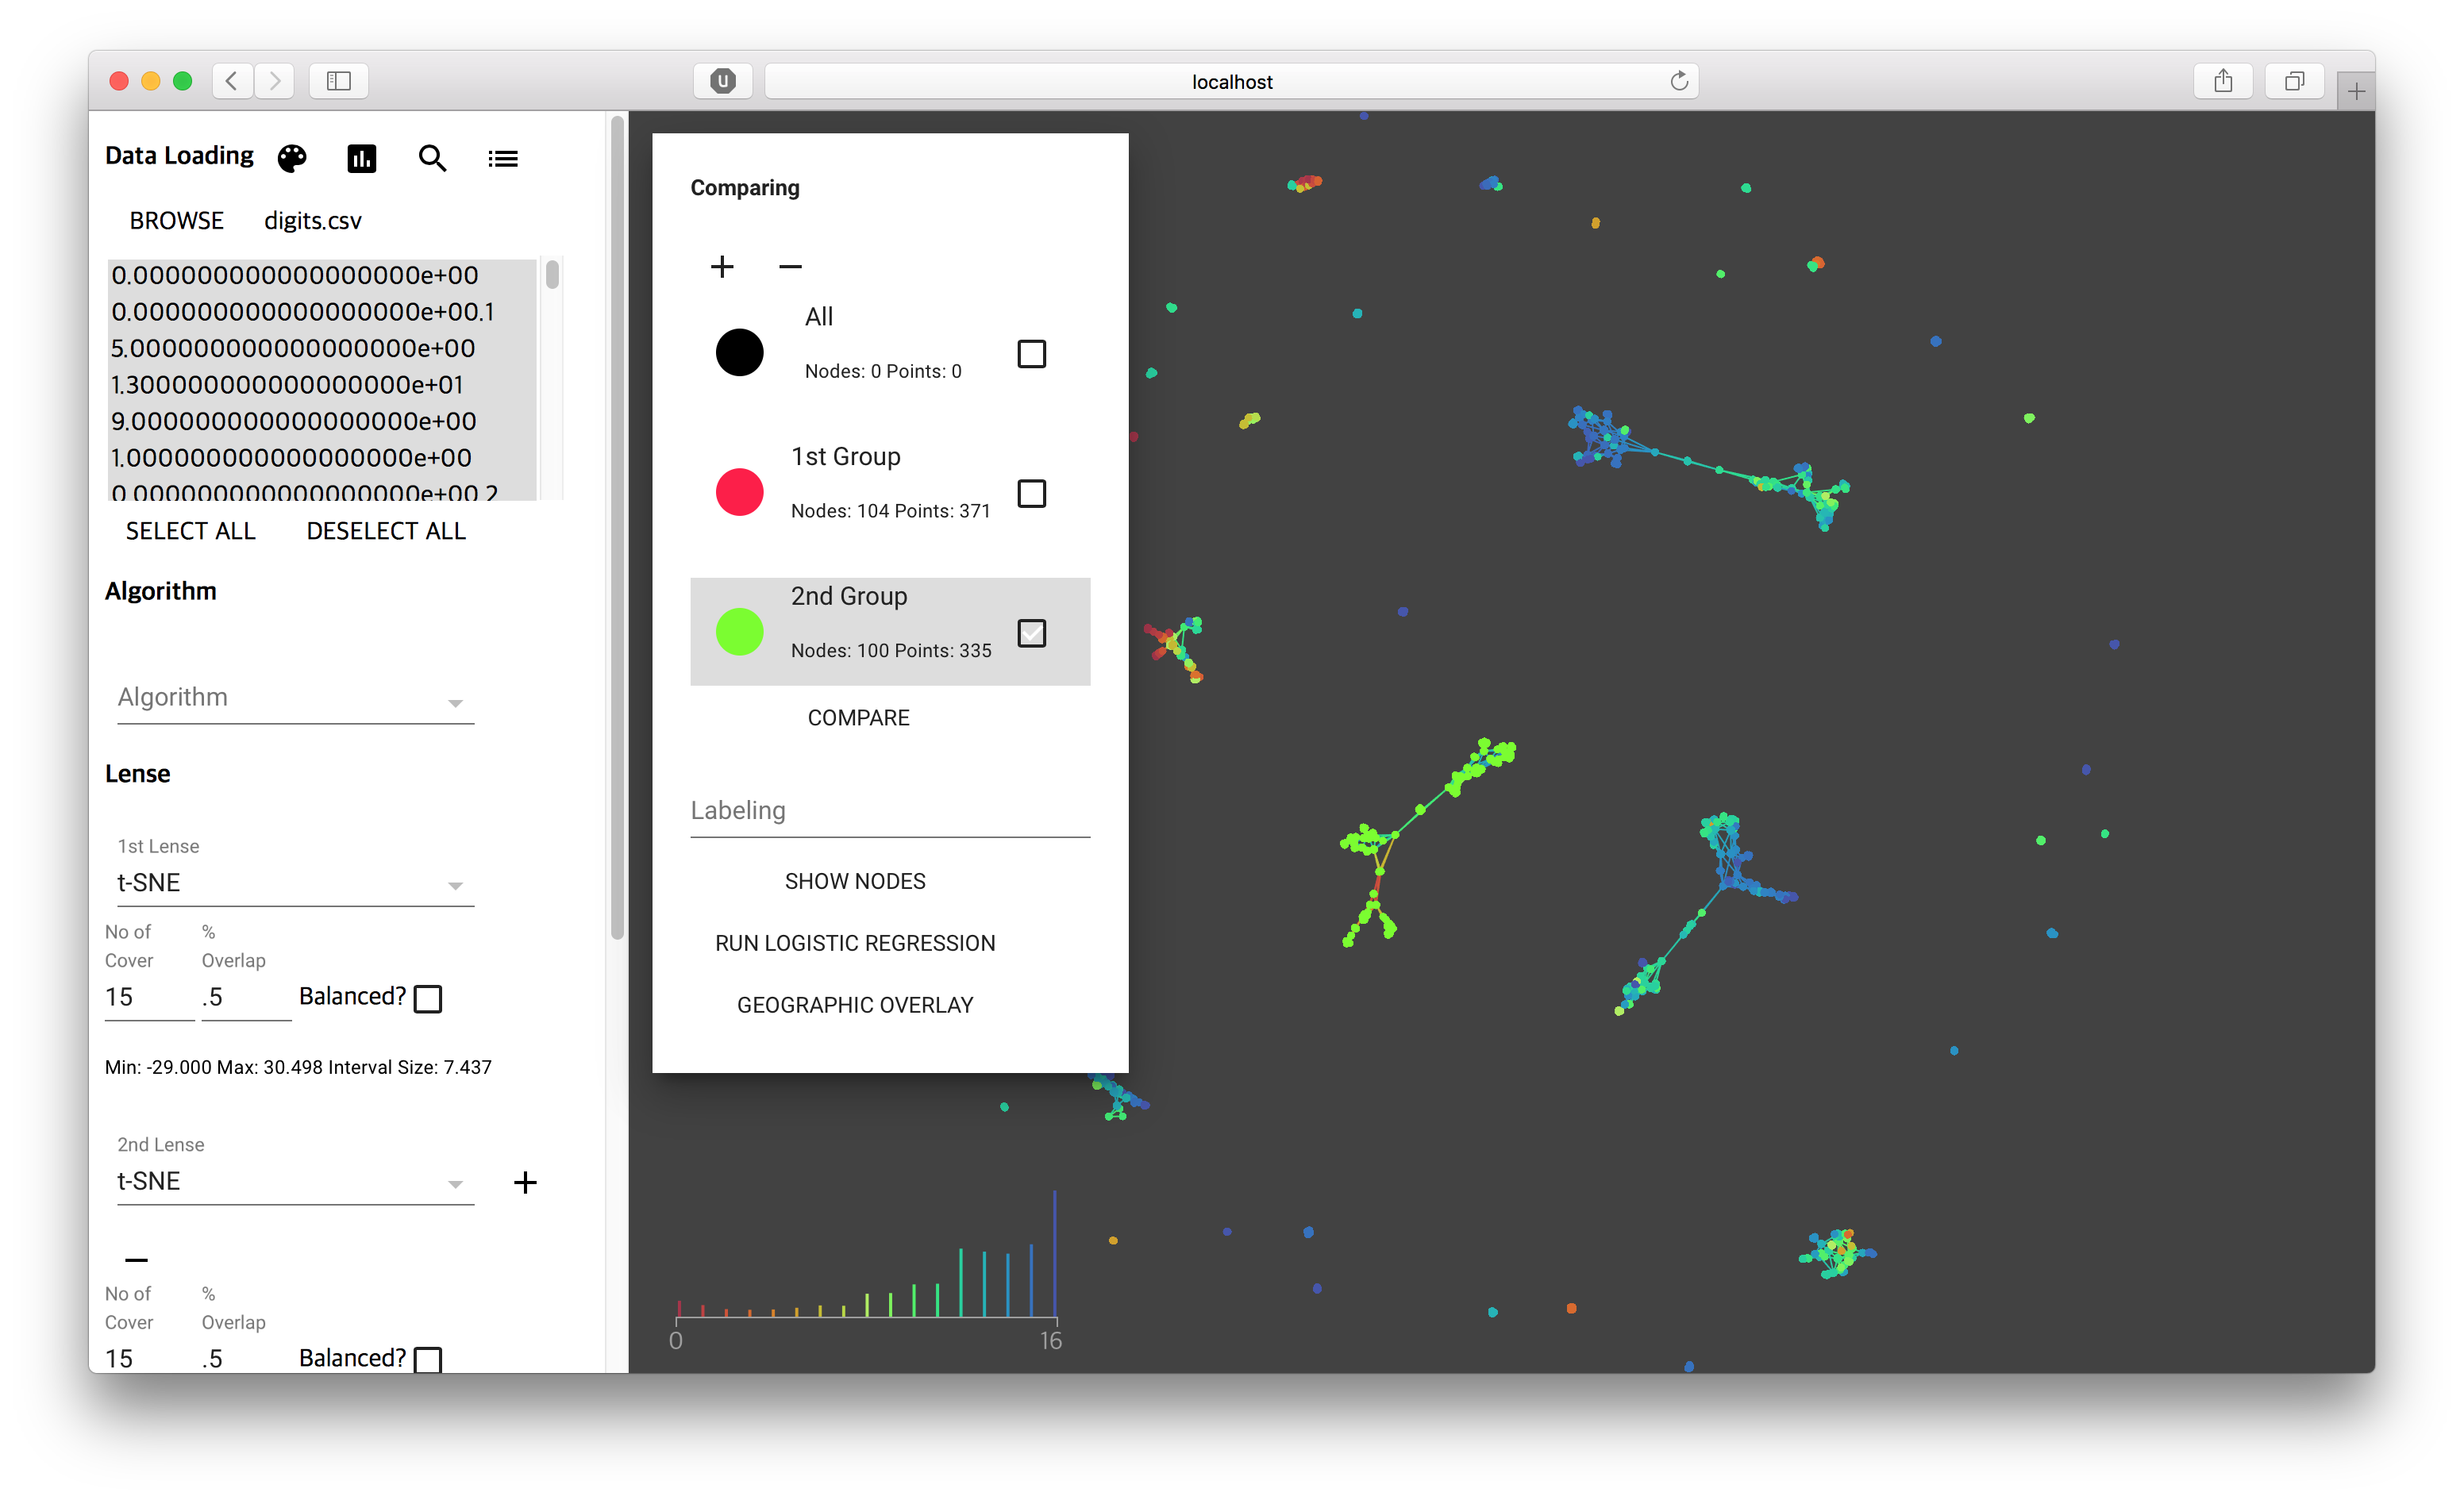 U
localhost
Data Loading
BROWSE digits.csv
0.000000000000000000e+00
0.000000000000000000e+00.1
5.000000000000000000e+00
1.300000000000000000e+01
9.000000000000000000e+00
1.000000000000000000e+00
0.000000000000000000e+00.2
SELECT ALL DESELECT ALL
Algorithm
Algorithm
Lense
1st Lense
t-SNE
No of %
Cover Overlap
15 .5 Balanced?
Min: -29.000 Max: 30.498 Interval Size: 7.437
2nd Lense
t-SNE
No of %
Cover Overlap
15 .5 Balanced?
Comparing
All
Nodes: 0 Points: 0
1st Group
Nodes: 104 Points: 371
2nd Group
Nodes: 100 Points: 335
COMPARE
Labeling
SHOW NODES
RUN LOGISTIC REGRESSION
GEOGRAPHIC OVERLAY
0 16